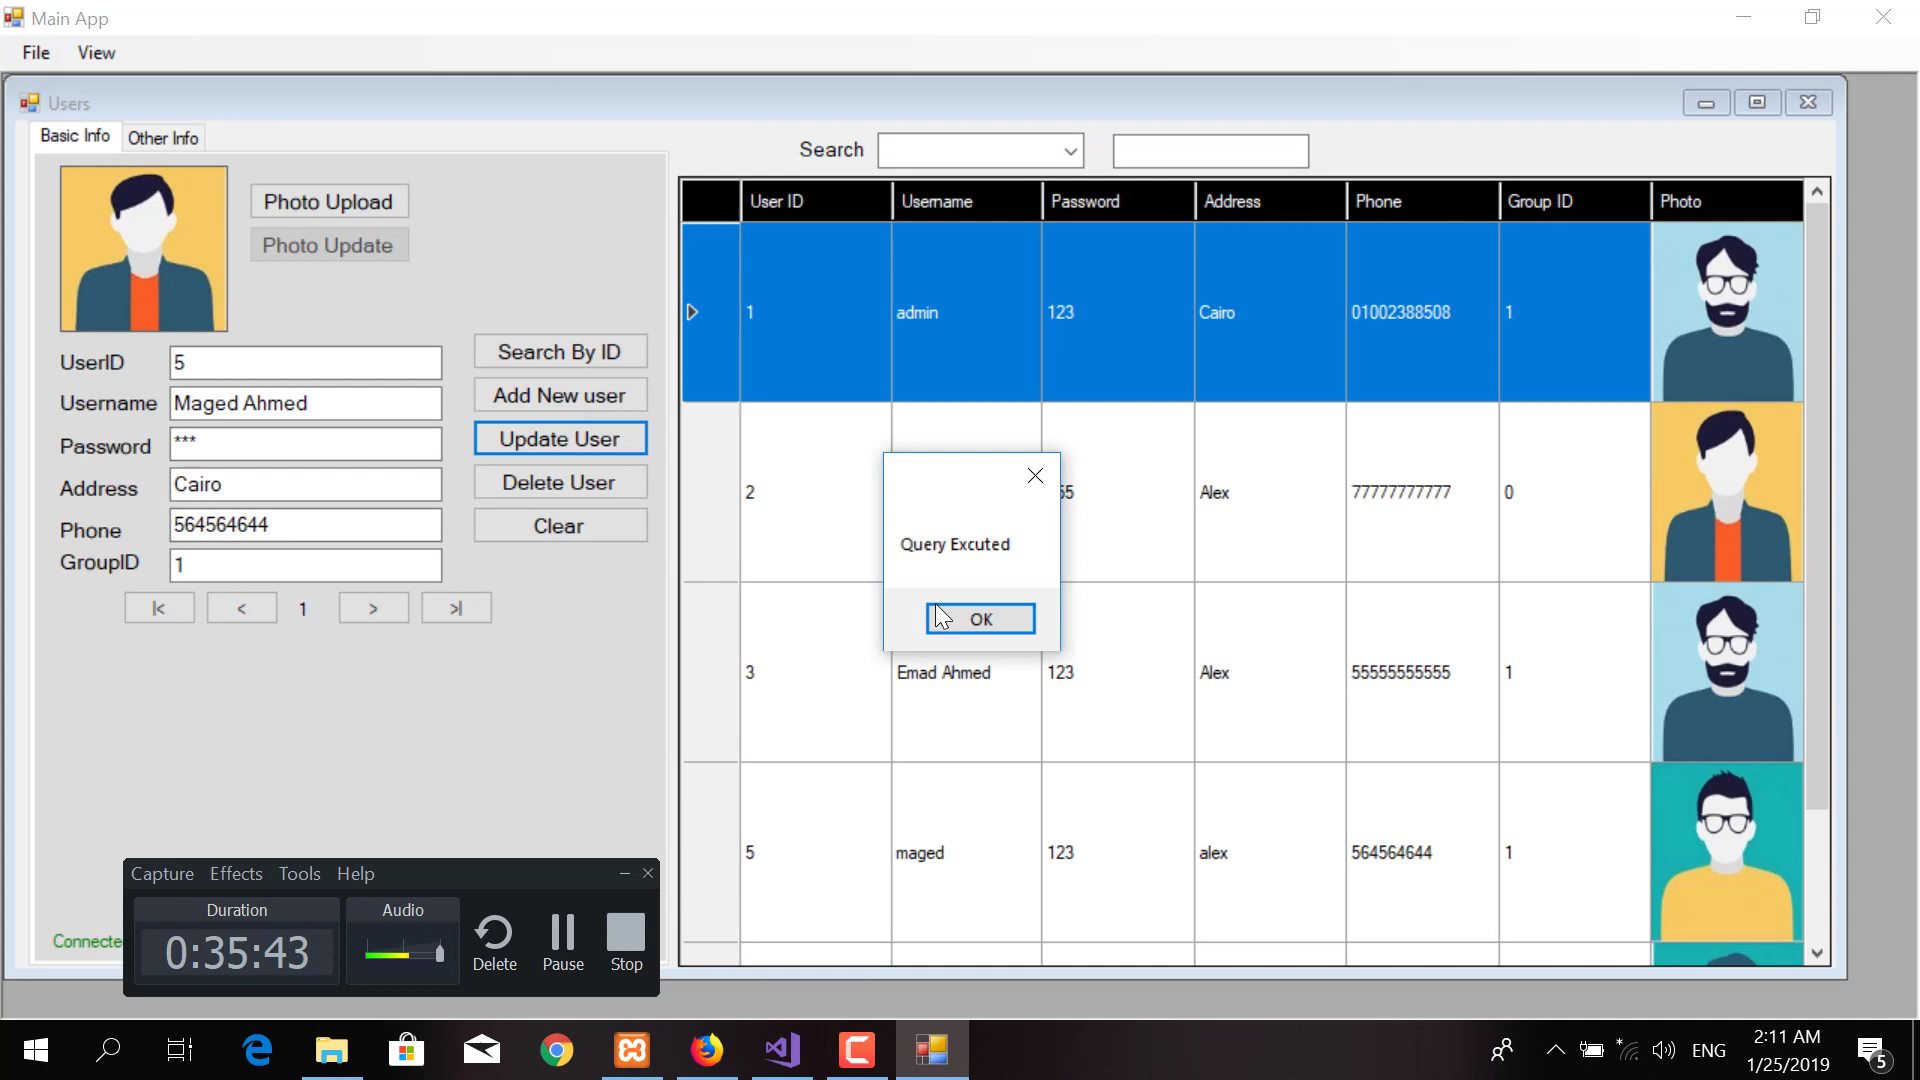 Main App
File View
Users
Basic Info Other Info
Photo Upload
Photo Update
UserID 5
Username Maged Ahmed
Password ***
Address Cairo
Phone 564564644
GroupID 1
Search By ID
Add New user
Update User
Delete User
Clear
|< < 1 > >|
Search
User ID Username Password Address Phone Group ID Photo
1 admin 123 Cairo 01002388508 1
2 Alex 77777777777 0
3 Emad Ahmed 123 Alex 55555555555 1
5 maged 123 alex 564564644 1
Query Excuted
OK
Capture Effects Tools Help
Duration Audio
0:35:43
Delete Pause Stop
ENG
2:11 AM
1/25/2019
5